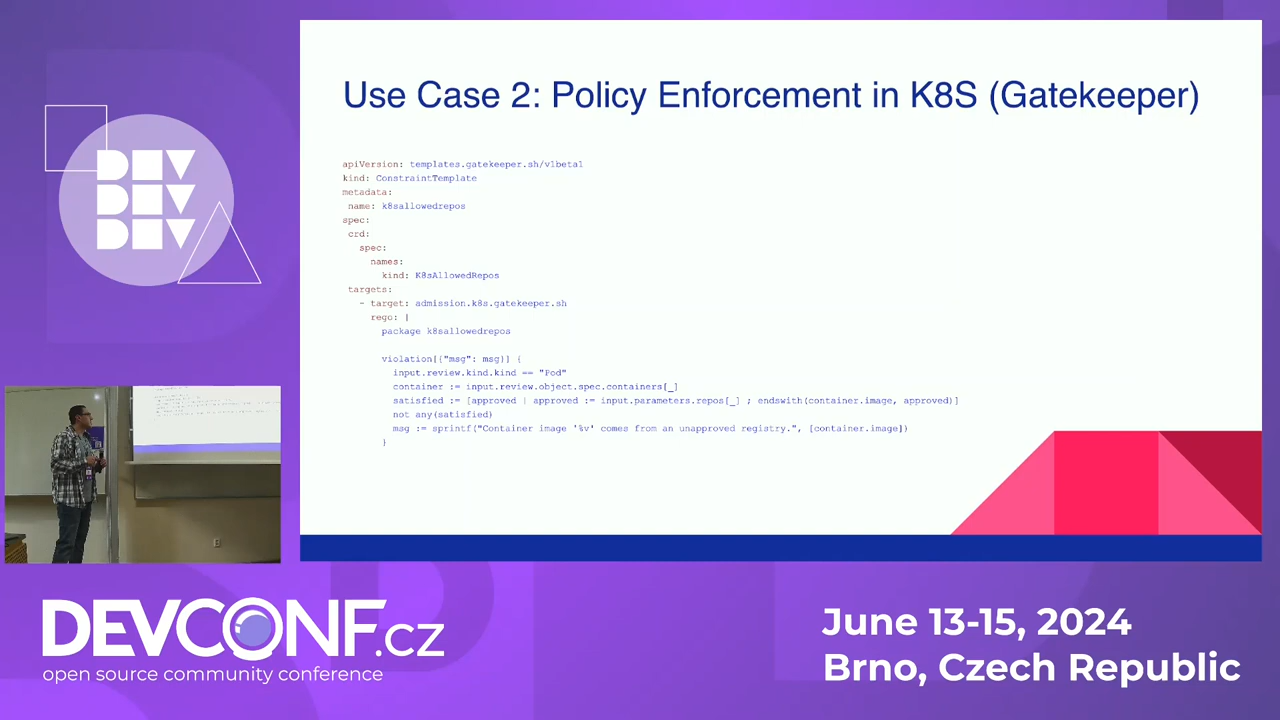 Use Case 2: Policy Enforcement in K8S (Gatekeeper)
apiVersion: templates.gatekeeper.sh/v1beta1
kind: ConstraintTemplate
metadata:
name: k8sallowedrepos
spec:
crd:
spec:
names:
kind: K8sAllowedRepos
targets:
- target: admission.k8s.gatekeeper.sh
rego: |
package k8sallowedrepos
violation[{"msg": msg}] {
input.review.kind.kind == "Pod"
container := input.review.object.spec.containers[_]
satisfied := [approved | approved := input.parameters.repos[_] ; endswith(container.image, approved)]
not any(satisfied)
msg := sprintf("Container image '%v' comes from an unapproved registry.", [container.image])
}
DEV
DEV
DEV
DEVCONF.cz
open source community conference
June 13-15, 2024
Brno, Czech Republic